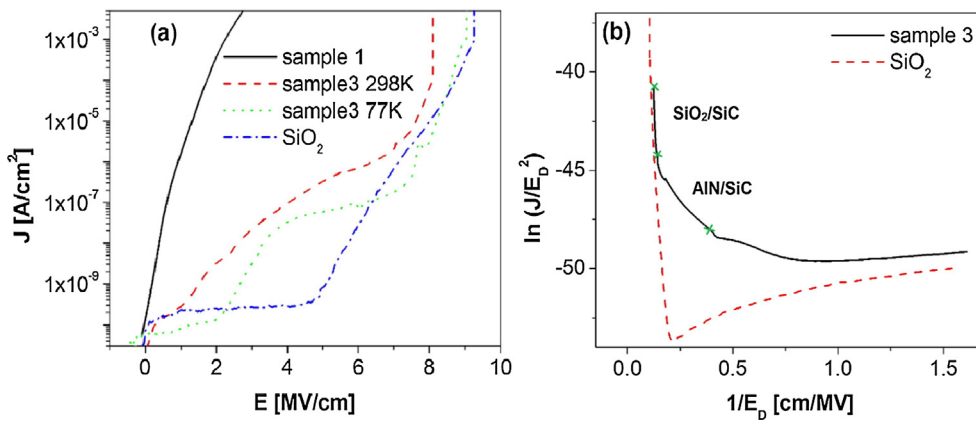 (a)
sample 1
sample3 298K
sample3 77K
SiO₂
1x10⁻³
1x10⁻⁵
1x10⁻⁷
1x10⁻⁹
J [A/cm²]
0 2 4 6 8 10
E [MV/cm]
(b)
sample 3
SiO₂
SiO₂/SiC
AlN/SiC
-40
-45
-50
ln (J/E_D²)
0.0 0.5 1.0 1.5
1/E_D [cm/MV]